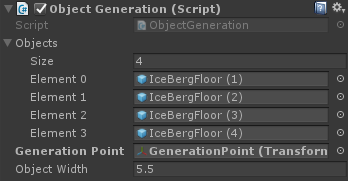 Object Generation (Script)
Script ObjectGeneration
Objects
Size 4
Element 0 IceBergFloor (1)
Element 1 IceBergFloor (2)
Element 2 IceBergFloor (3)
Element 3 IceBergFloor (4)
Generation Point GenerationPoint (Transform
Object Width 5.5